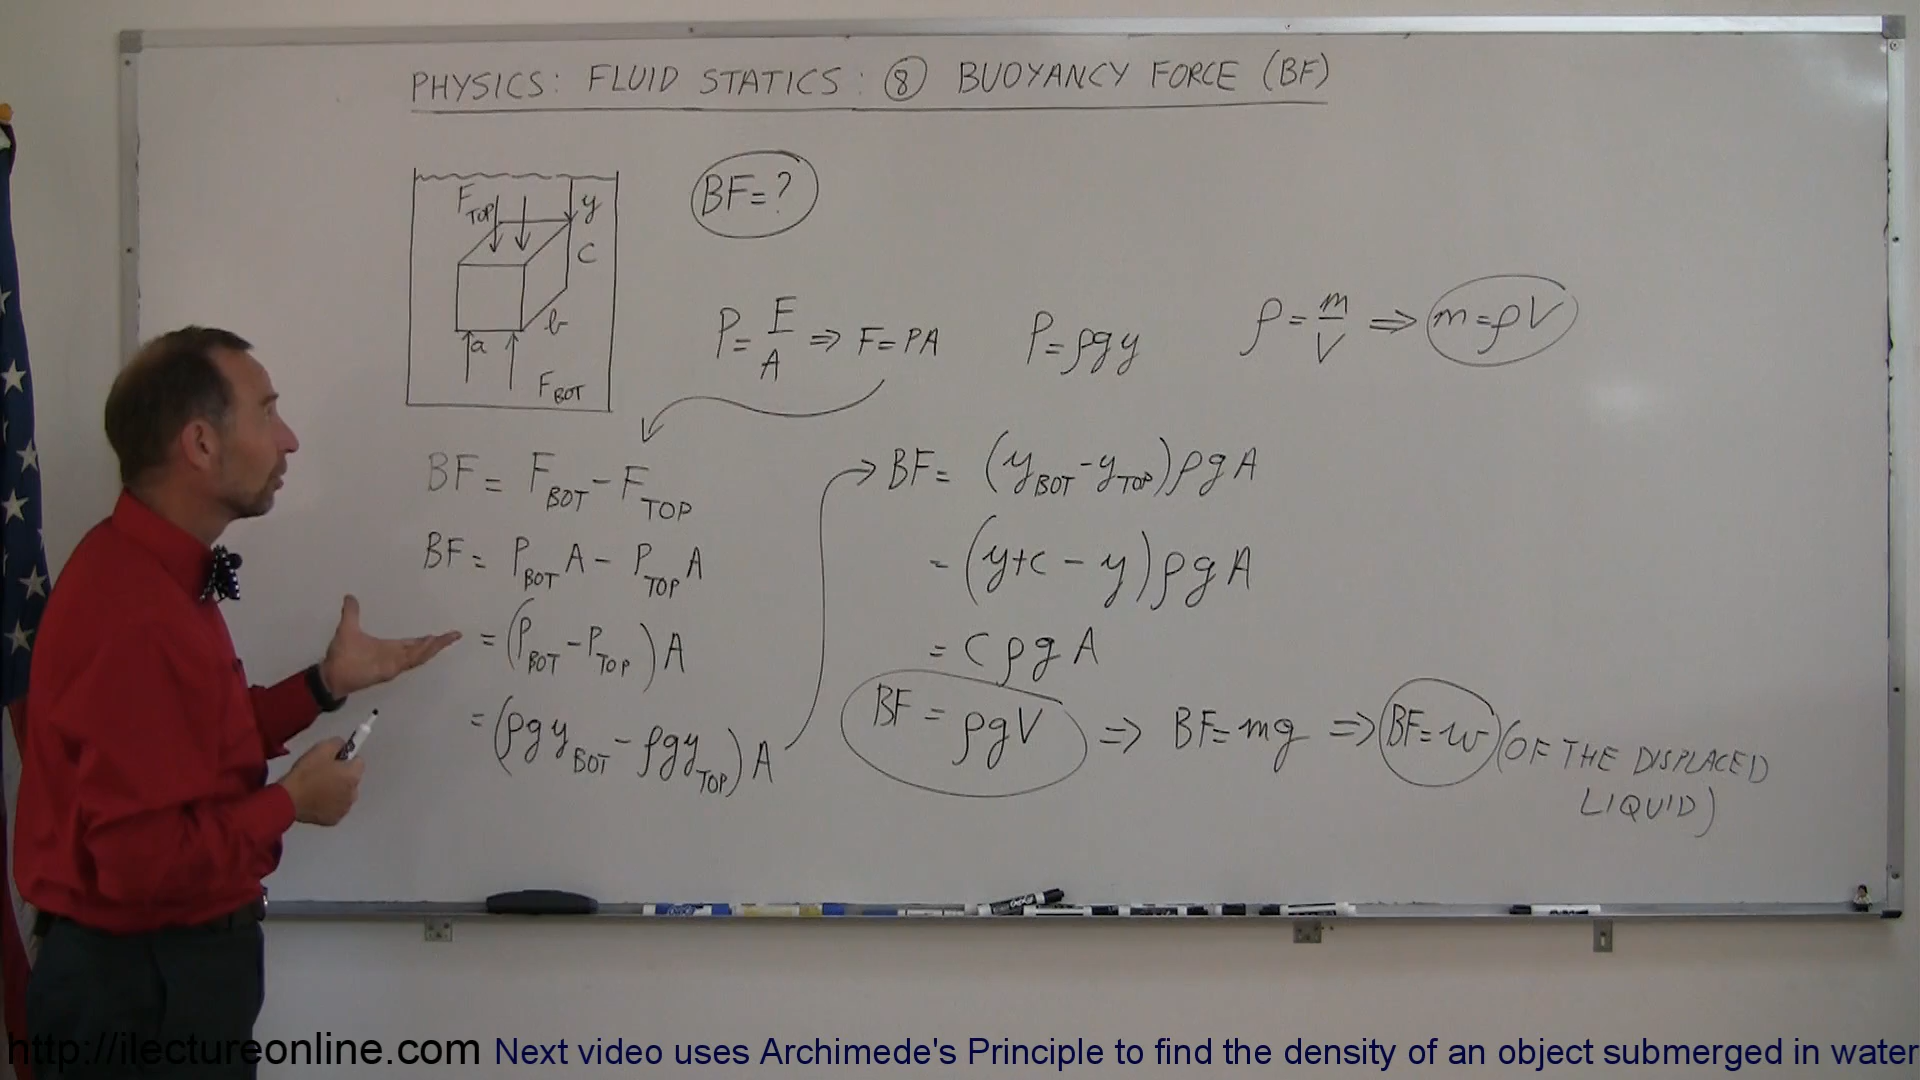 PHYSICS: FLUID STATICS: ⑧ BUOYANCY FORCE (BF)
F TOP
y
c
b
a
F BOT
BF = ?
P = F/A ⇒ F = PA
P = ρgy
ρ = m/V ⇒ m = ρV
BF = F_BOT - F_TOP
BF = P_BOT A - P_TOP A
= (P_BOT - P_TOP) A
= (ρgy_BOT - ρgy_TOP) A
BF = (y_BOT - y_TOP) ρgA
= (y+c - y) ρgA
= cρgA
BF = ρgV ⇒ BF = mg ⇒ BF = w (OF THE DISPLACED
LIQUID)
http://ilectureonline.com Next video uses Archimede's Principle to find the density of an object submerged in water